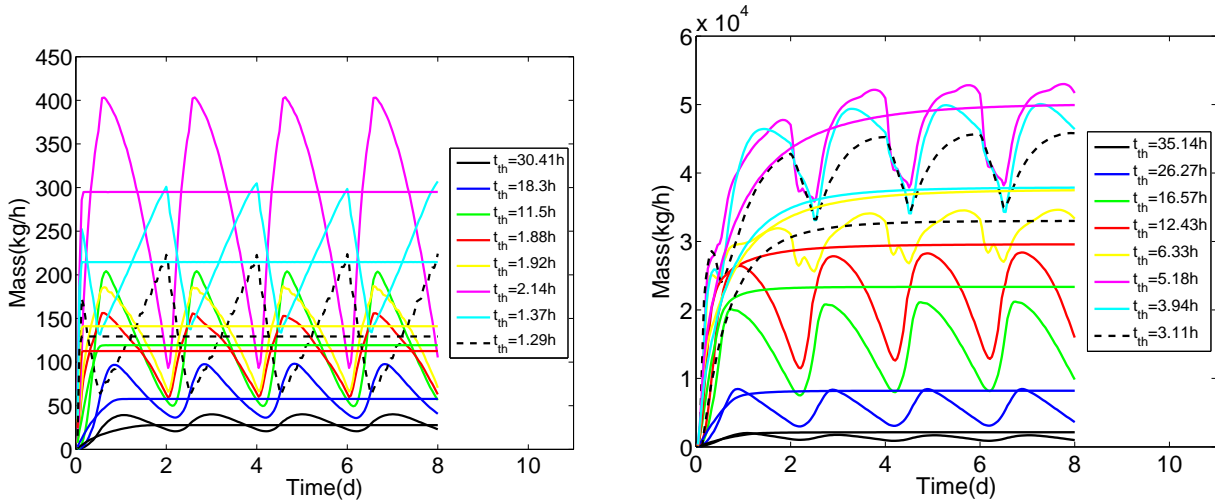 450
400
350
300
250
200
150
100
50
0
Mass(kg/h)
0 2 4 6 8 10
Time(d)
t_th=30.41h
t_th=18.3h
t_th=11.5h
t_th=1.88h
t_th=1.92h
t_th=2.14h
t_th=1.37h
t_th=1.29h
6 x 10^4
5
4
3
2
1
0
Mass(kg/h)
0 2 4 6 8 10
Time(d)
t_th=35.14h
t_th=26.27h
t_th=16.57h
t_th=12.43h
t_th=6.33h
t_th=5.18h
t_th=3.94h
t_th=3.11h